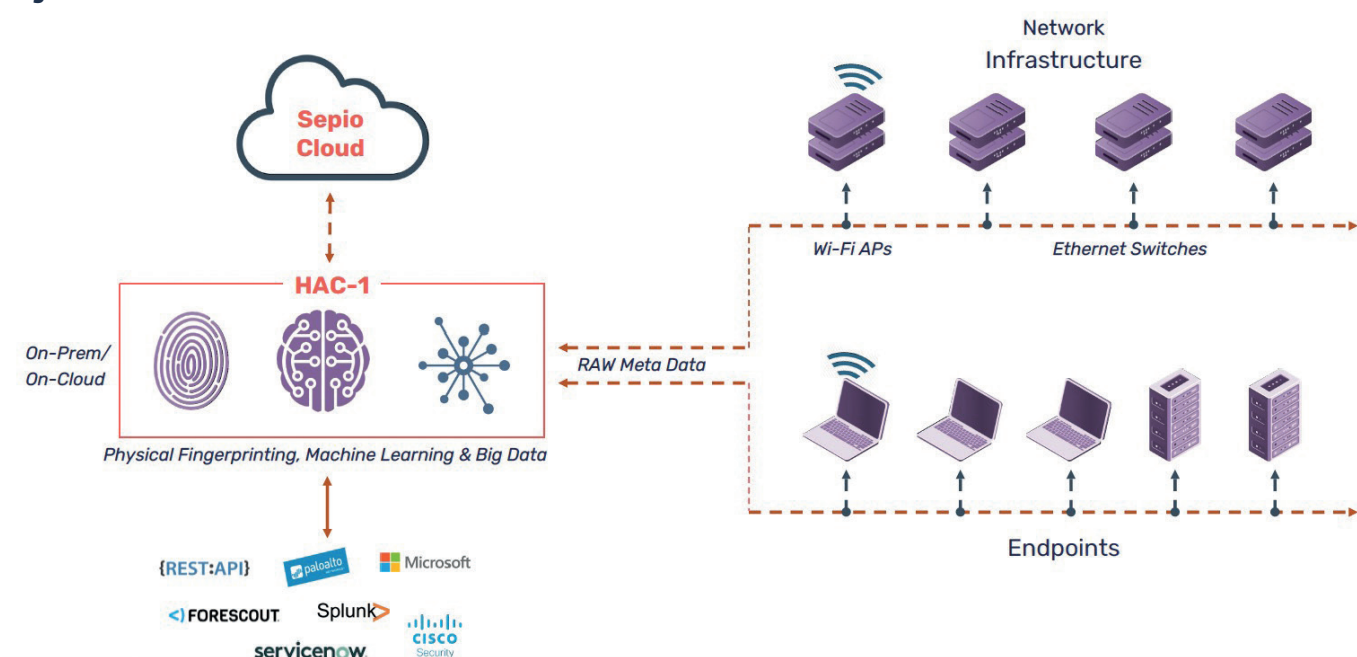 Network
Infrastructure
Sepio
Cloud
Wi-Fi APs
Ethernet Switches
HAC-1
On-Prem/
On-Cloud
RAW Meta Data
Physical Fingerprinting, Machine Learning & Big Data
Endpoints
{REST:API}
paloalto
Microsoft
FORESCOUT
Splunk>
servicenow
CISCO
Security